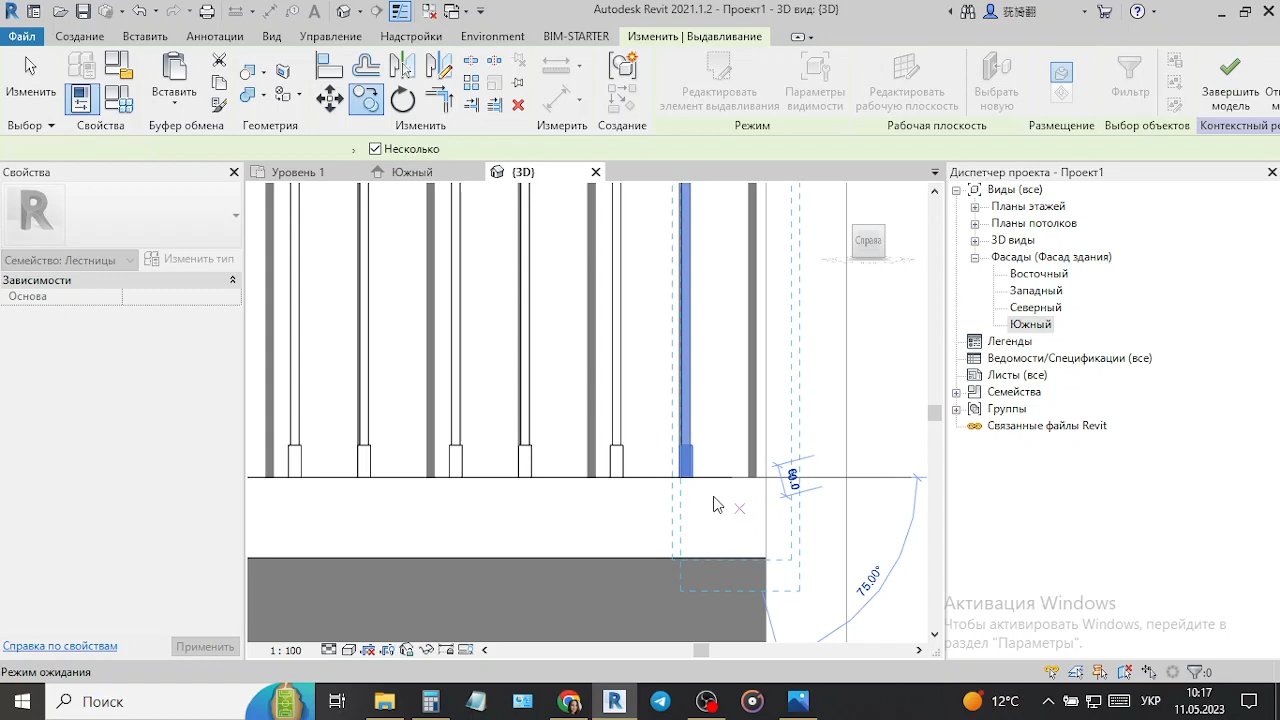 Autodesk Revit 2021.1.2 - Проект1 - 3D вид: {3D}
Файл
Создание
Вставить
Аннотации
Вид
Управление
Надстройки
Environment
BIM-STARTER
Изменить | Выдавливание
Изменить
Вставить
Редактировать
элемент выдавливания
Параметры
видимости
Редактировать
рабочую плоскость
Выбрать
новую
Фильтр
Завершить
модель
Выбор
Свойства
Буфер обмена
Геометрия
Изменить
Измерить
Создание
Режим
Рабочая плоскость
Размещение
Выбор объектов
Несколько
Свойства
Уровень 1
Южный
{3D}
Диспетчер проекта - Проект1
Семейство: Лестницы
Изменить тип
Зависимости
Основа
Справа
60.0
75.00°
Виды (все)
Планы этажей
Планы потолков
3D виды
Фасады (Фасад здания)
Восточный
Западный
Северный
Южный
Легенды
Ведомости/Спецификации (все)
Листы (все)
Семейства
Группы
Связанные файлы Revit
Активация Windows
Чтобы активировать Windows, перейдите в
раздел "Параметры".
Справка по свойствам
Применить
1 : 100
Режим ожидания
:0
Поиск
12°C
УКР
10:17
11.05.2023